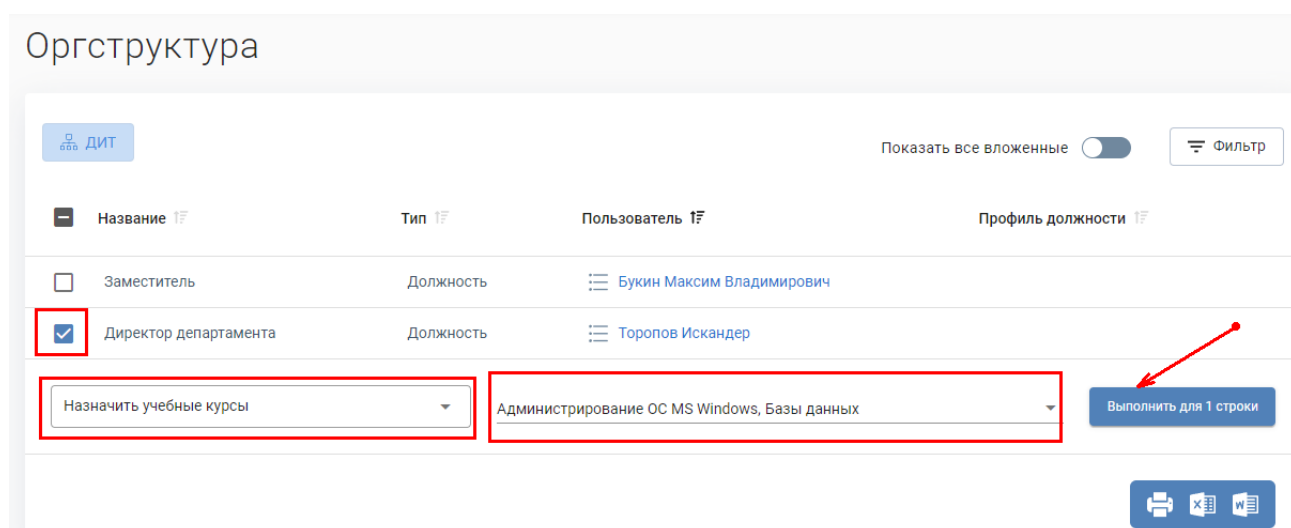 Оргструктура
ДИТ
Показать все вложенные
Фильтр
Название Тип Пользователь Профиль должности
Заместитель Должность Букин Максим Владимирович
Директор департамента Должность Торопов Искандер
Назначить учебные курсы Администрирование ОС MS Windows, Базы данных Выполнить для 1 строки